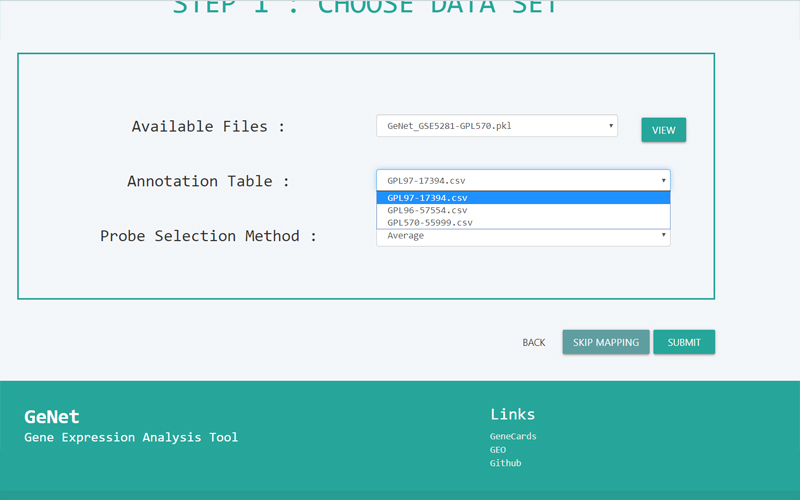 STEP 1 : CHOOSE DATA SET
Available Files :
GeNet_GSE5281-GPL570.pkl
VIEW
Annotation Table :
GPL97-17394.csv
GPL97-17394.csv
GPL96-57554.csv
GPL570-55999.csv
Probe Selection Method :
Average
BACK
SKIP MAPPING
SUBMIT
GeNet
Gene Expression Analysis Tool
Links
GeneCards
GEO
Github